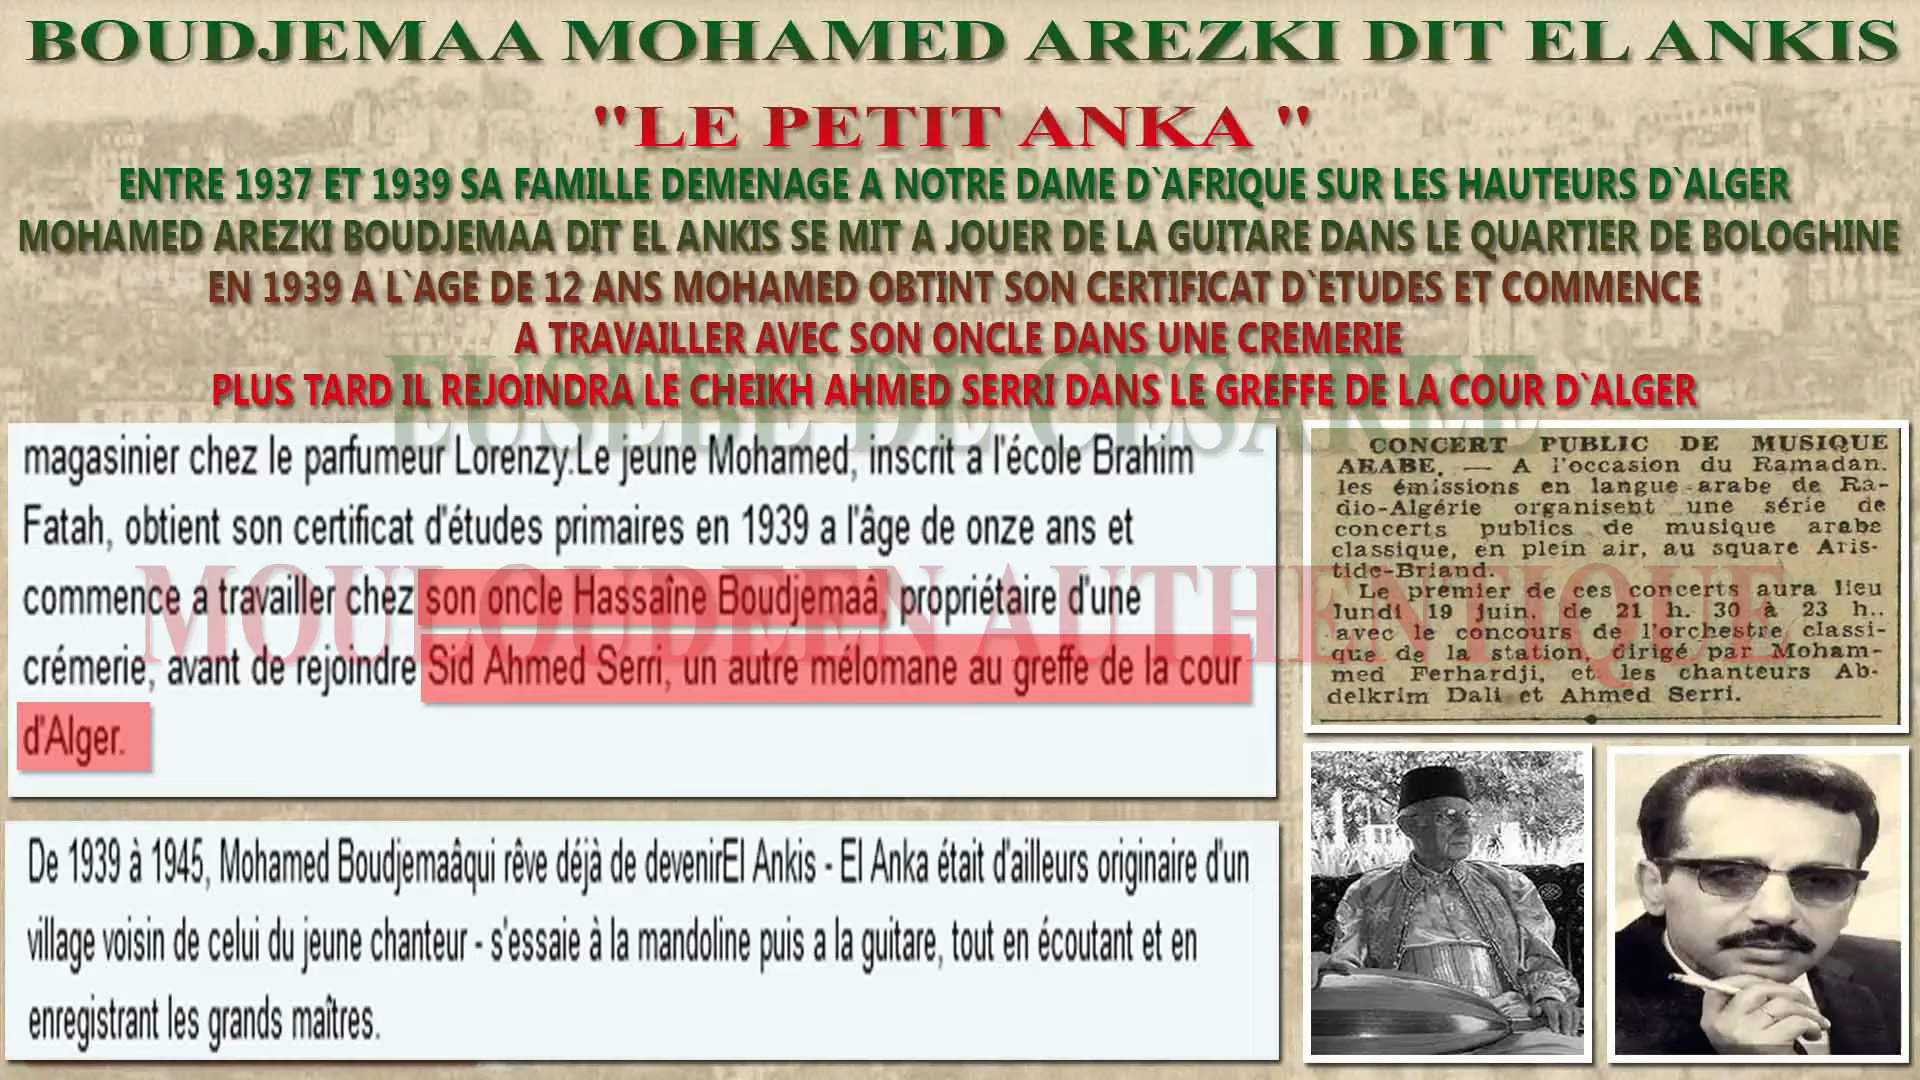 BOUDJEMAA MOHAMED AREZKI DIT EL ANKIS
"LE PETIT ANKA "
ENTRE 1937 ET 1939 SA FAMILLE DEMENAGE A NOTRE DAME D`AFRIQUE SUR LES HAUTEURS D`ALGER
MOHAMED AREZKI BOUDJEMAA DIT EL ANKIS SE MIT A JOUER DE LA GUITARE DANS LE QUARTIER DE BOLOGHINE
EN 1939 A L`AGE DE 12 ANS MOHAMED OBTINT SON CERTIFICAT D`ETUDES ET COMMENCE
A TRAVAILLER AVEC SON ONCLE DANS UNE CREMERIE
PLUS TARD IL REJOINDRA LE CHEIKH AHMED SERRI DANS LE GREFFE DE LA COUR D`ALGER
EUSEBE DE CESAREE
MOULOUDEEN AUTHENTIQUE
magasinier chez le parfumeur Lorenzy.Le jeune Mohamed, inscrit a l'école Brahim
Fatah, obtient son certificat d'études primaires en 1939 a l'âge de onze ans et
commence a travailler chez son oncle Hassaîne Boudjemaâ, propriétaire d'une
crémerie, avant de rejoindre Sid Ahmed Serri, un autre mélomane au greffe de la cour
d'Alger.
De 1939 à 1945, Mohamed Boudjemaâqui rêve déjà de devenirEl Ankis - El Anka était d'ailleurs originaire d'un
village voisin de celui du jeune chanteur - s'essaie à la mandoline puis a la guitare, tout en écoutant et en
enregistrant les grands maîtres.
CONCERT PUBLIC DE MUSIQUE
ARABE. — A l'occasion du Ramadan.
les émissions en langue arabe de Ra-
dio-Algérie organisent une série de
concerts publics de musique arabe
classique, en plein air, au square Aris-
tide-Briand.
Le premier de ces concerts aura lieu
lundi 19 juin, de 21 h. 30 à 23 h..
avec le concours de l'orchestre classi-
que de la station, dirigé par Moham-
med Ferhardji, et les chanteurs Ab-
delkrim Dali et Ahmed Serri.